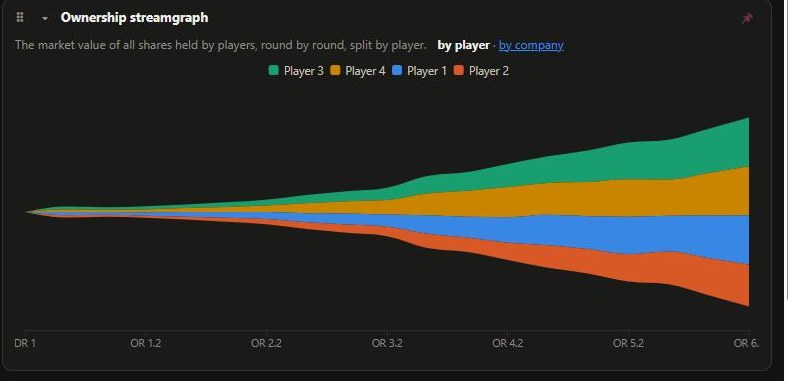 Ownership streamgraph
The market value of all shares held by players, round by round, split by player. by player · by company
Player 3 Player 4 Player 1 Player 2
DR 1 OR 1.2 OR 2.2 OR 3.2 OR 4.2 OR 5.2 OR 6.